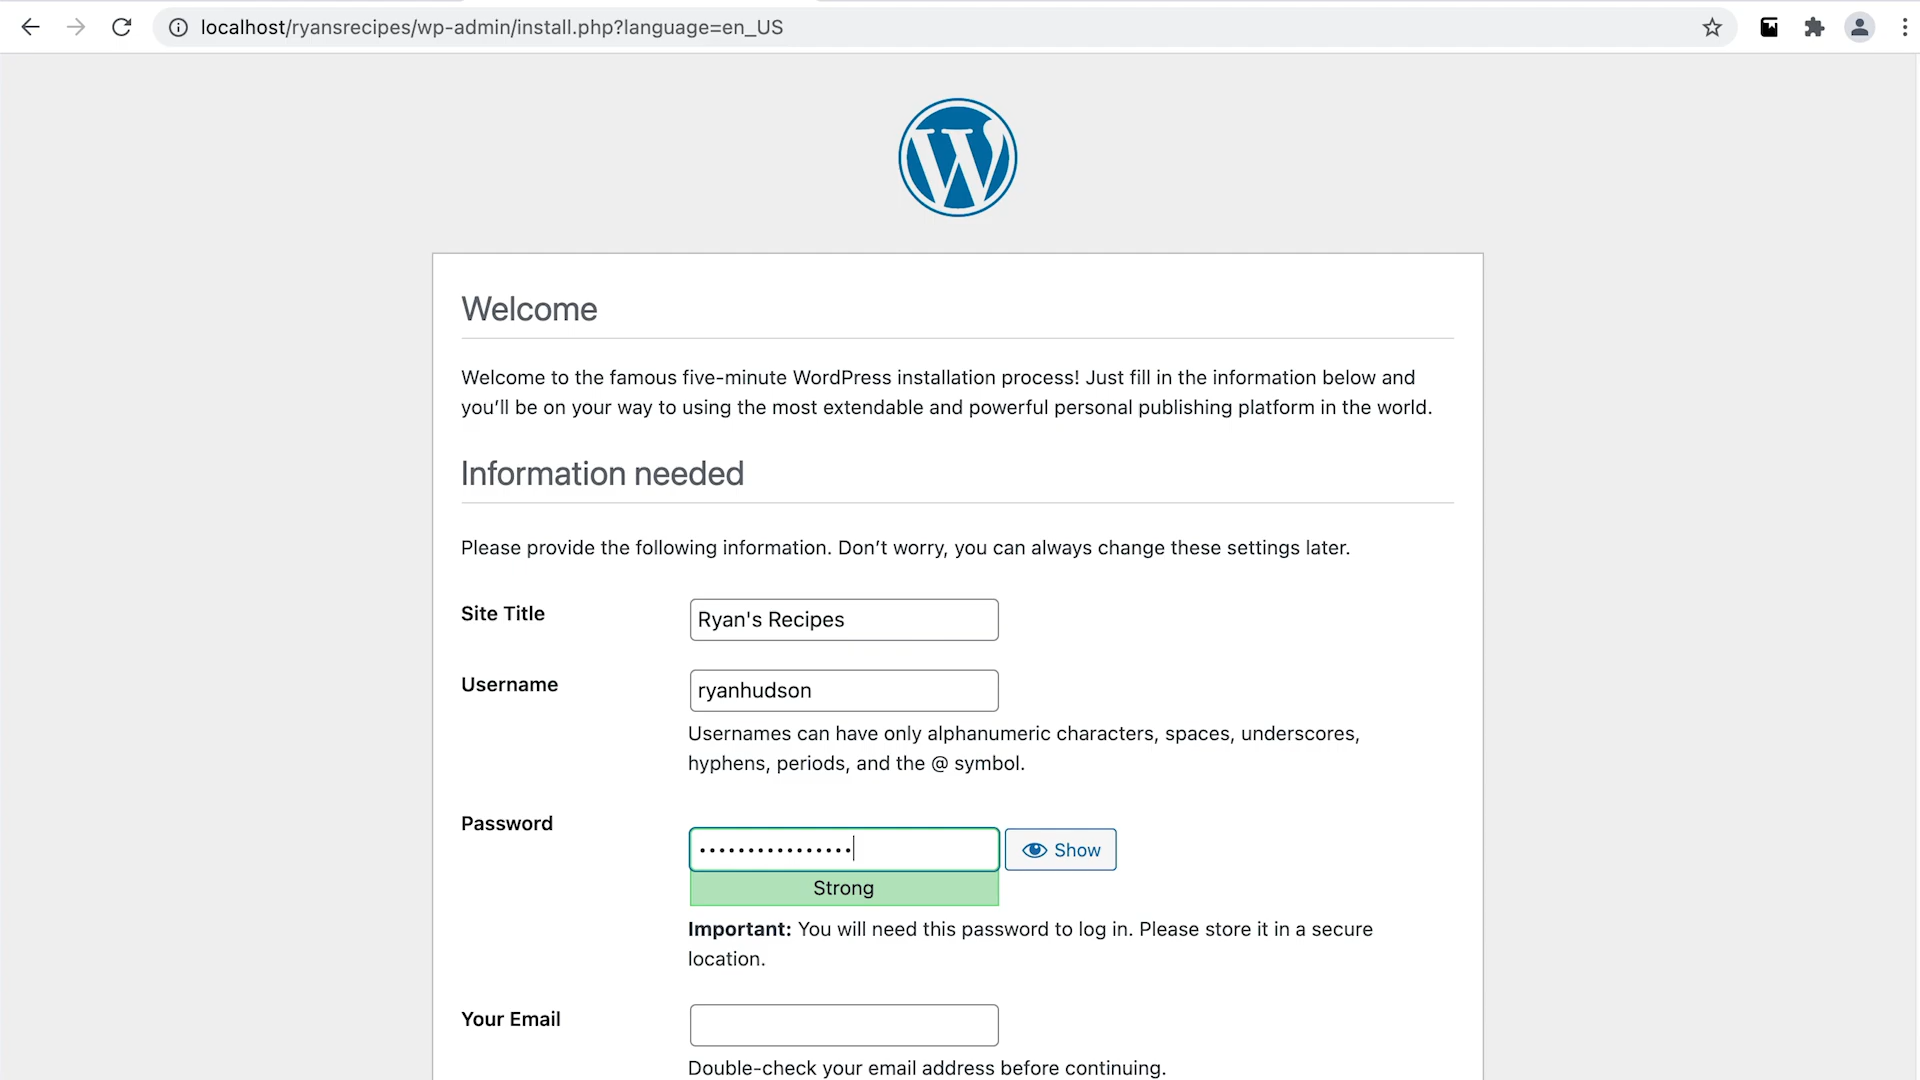 localhost/ryansrecipes/wp-admin/install.php?language=en_US
Welcome
Welcome to the famous five-minute WordPress installation process! Just fill in the information below and
you’ll be on your way to using the most extendable and powerful personal publishing platform in the world.
Information needed
Please provide the following information. Don’t worry, you can always change these settings later.
Site Title
Ryan's Recipes
Username
ryanhudson
Usernames can have only alphanumeric characters, spaces, underscores,
hyphens, periods, and the @ symbol.
Password
••••••••••••••••
Show
Strong
Important: You will need this password to log in. Please store it in a secure
location.
Your Email
Double-check your email address before continuing.